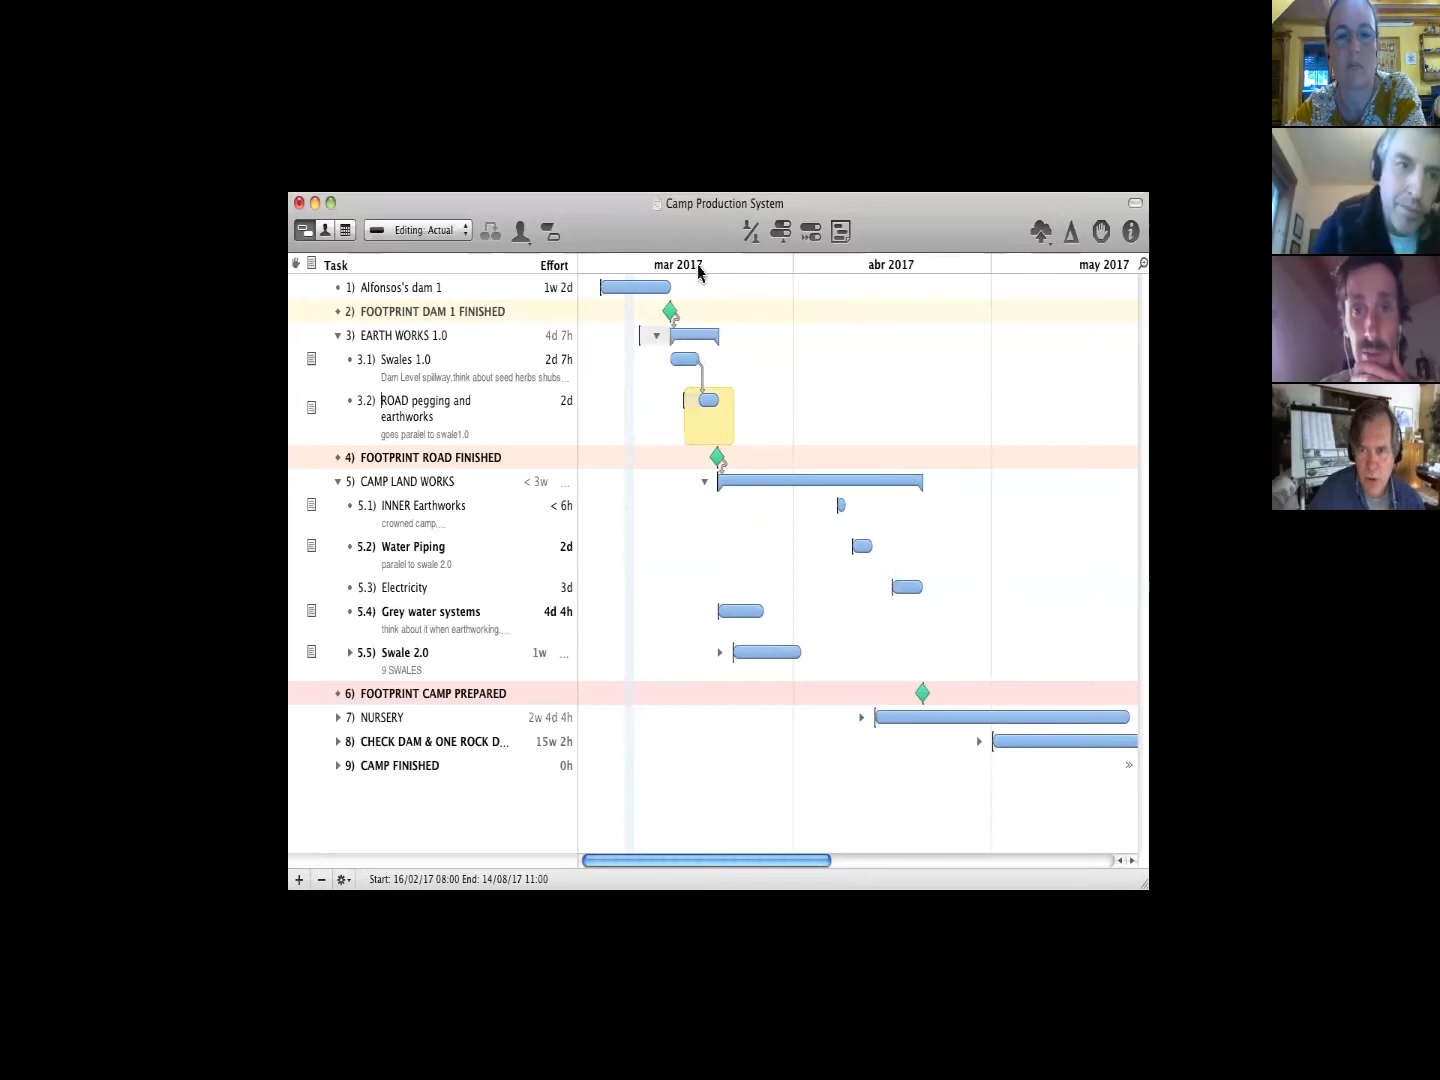 Camp Production System
Editing: Actual
Task Effort mar 2017 abr 2017 may 2017
1) Alfonsos's dam 1 1w 2d
2) FOOTPRINT DAM 1 FINISHED
3) EARTH WORKS 1.0 4d 7h
3.1) Swales 1.0 2d 7h
Dam Level spillway,think about seed herbs shubs...
3.2) ROAD pegging and 2d
earthworks
goes paralel to swale1.0
4) FOOTPRINT ROAD FINISHED
5) CAMP LAND WORKS < 3w ...
5.1) INNER Earthworks < 6h
crowned camp,...
5.2) Water Piping 2d
paralel to swale 2.0
5.3) Electricity 3d
5.4) Grey water systems 4d 4h
think about it when earthworking,...
5.5) Swale 2.0 1w ...
9 SWALES
6) FOOTPRINT CAMP PREPARED
7) NURSERY 2w 4d 4h
8) CHECK DAM & ONE ROCK D... 15w 2h
9) CAMP FINISHED 0h
Start: 16/02/17 08:00 End: 14/08/17 11:00